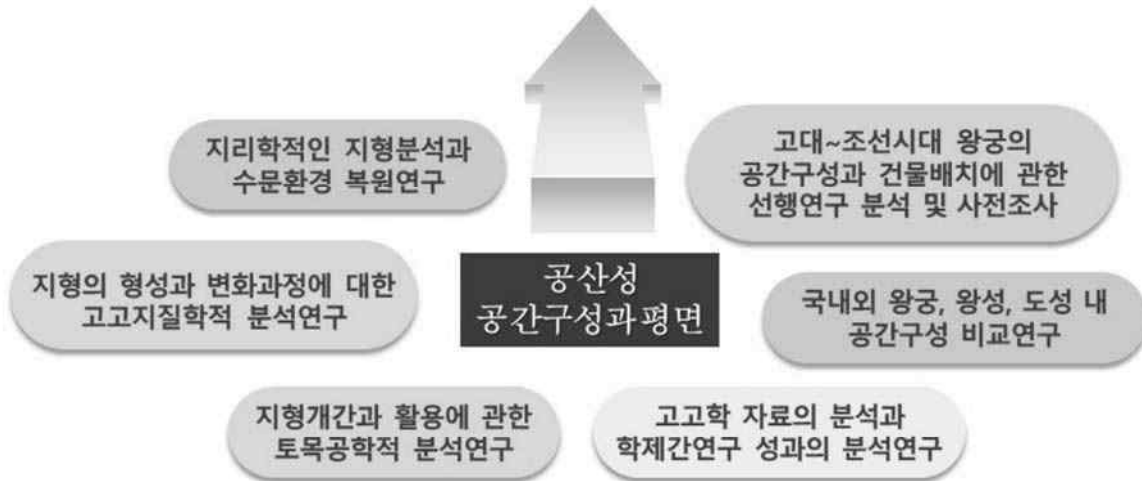 지리학적인 지형분석과
수문환경 복원연구
고대~조선시대 왕궁의
공간구성과 건물배치에 관한
선행연구 분석 및 사전조사
지형의 형성과 변화과정에 대한
고고지질학적 분석연구
공산성
공간구성과평면
국내외 왕궁, 왕성, 도성 내
공간구성 비교연구
지형개간과 활용에 관한
토목공학적 분석연구
고고학 자료의 분석과
학제간연구 성과의 분석연구